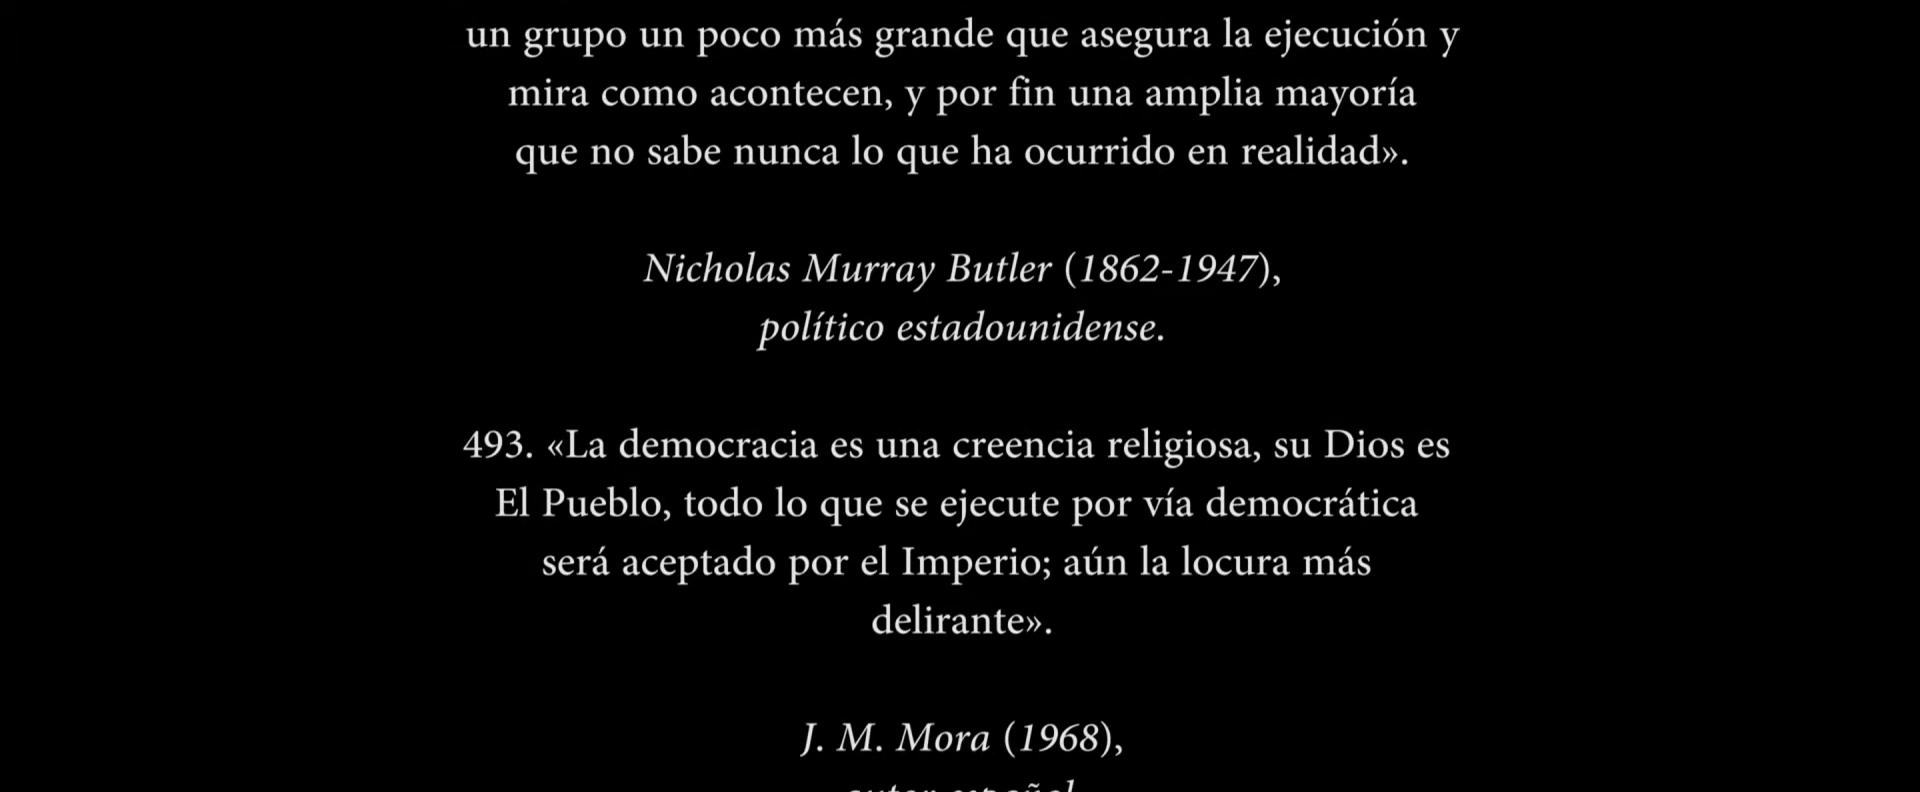 un grupo un poco más grande que asegura la ejecución y
mira como acontecen, y por fin una amplia mayoría
que no sabe nunca lo que ha ocurrido en realidad».
Nicholas Murray Butler (1862-1947),
político estadounidense.
493. «La democracia es una creencia religiosa, su Dios es
El Pueblo, todo lo que se ejecute por vía democrática
será aceptado por el Imperio; aún la locura más
delirante».
J. M. Mora (1968),
autor español